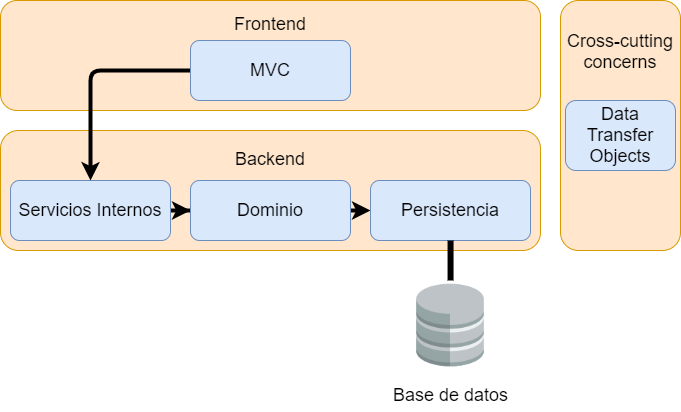 Frontend
MVC
Cross-cutting
concerns
Data
Transfer
Objects
Backend
Servicios Internos
Dominio
Persistencia
Base de datos